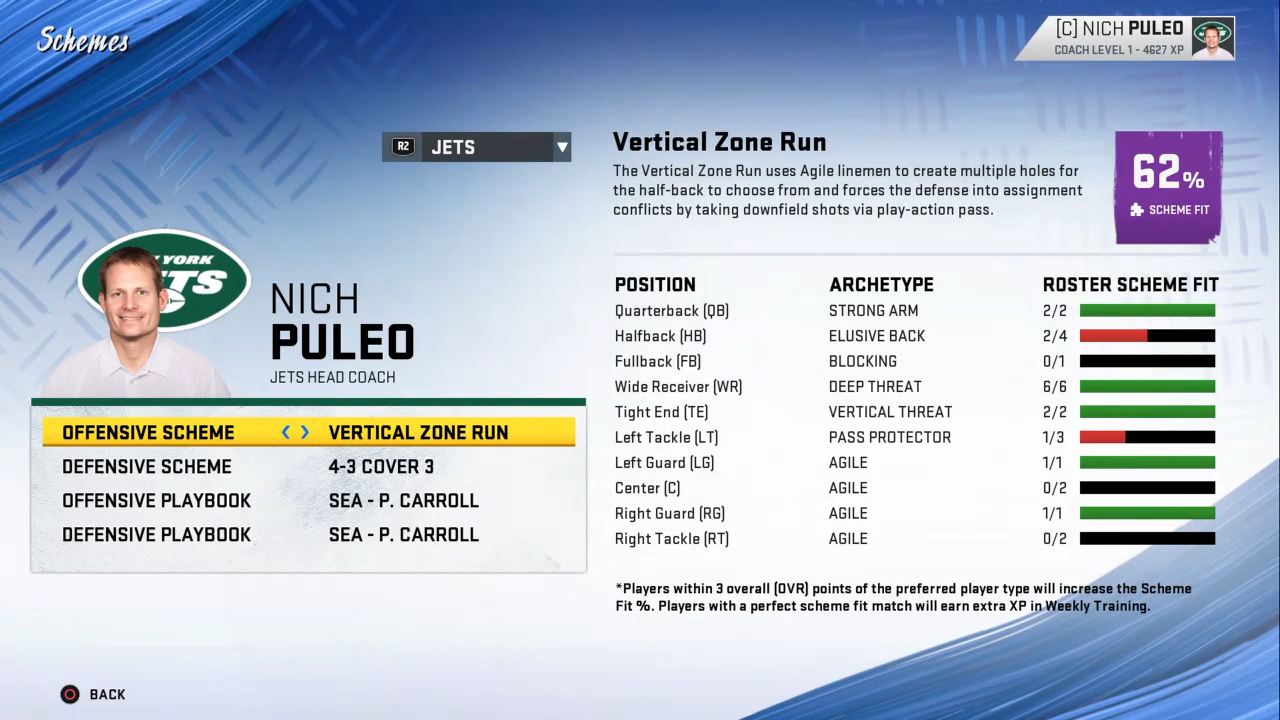 Schemes
[C] NICH PULEO
COACH LEVEL 1 - 4627 XP
R2 JETS
Vertical Zone Run
The Vertical Zone Run uses Agile linemen to create multiple holes for
the half-back to choose from and forces the defense into assignment
conflicts by taking downfield shots via play-action pass.
62%
SCHEME FIT
YORK
NICH
PULEO
JETS HEAD COACH
OFFENSIVE SCHEME < > VERTICAL ZONE RUN
DEFENSIVE SCHEME 4-3 COVER 3
OFFENSIVE PLAYBOOK SEA - P. CARROLL
DEFENSIVE PLAYBOOK SEA - P. CARROLL
POSITION ARCHETYPE ROSTER SCHEME FIT
Quarterback (QB) STRONG ARM 2/2
Halfback (HB) ELUSIVE BACK 2/4
Fullback (FB) BLOCKING 0/1
Wide Receiver (WR) DEEP THREAT 6/6
Tight End (TE) VERTICAL THREAT 2/2
Left Tackle (LT) PASS PROTECTOR 1/3
Left Guard (LG) AGILE 1/1
Center (C) AGILE 0/2
Right Guard (RG) AGILE 1/1
Right Tackle (RT) AGILE 0/2
*Players within 3 overall (OVR) points of the preferred player type will increase the Scheme
Fit %. Players with a perfect scheme fit match will earn extra XP in Weekly Training.
BACK